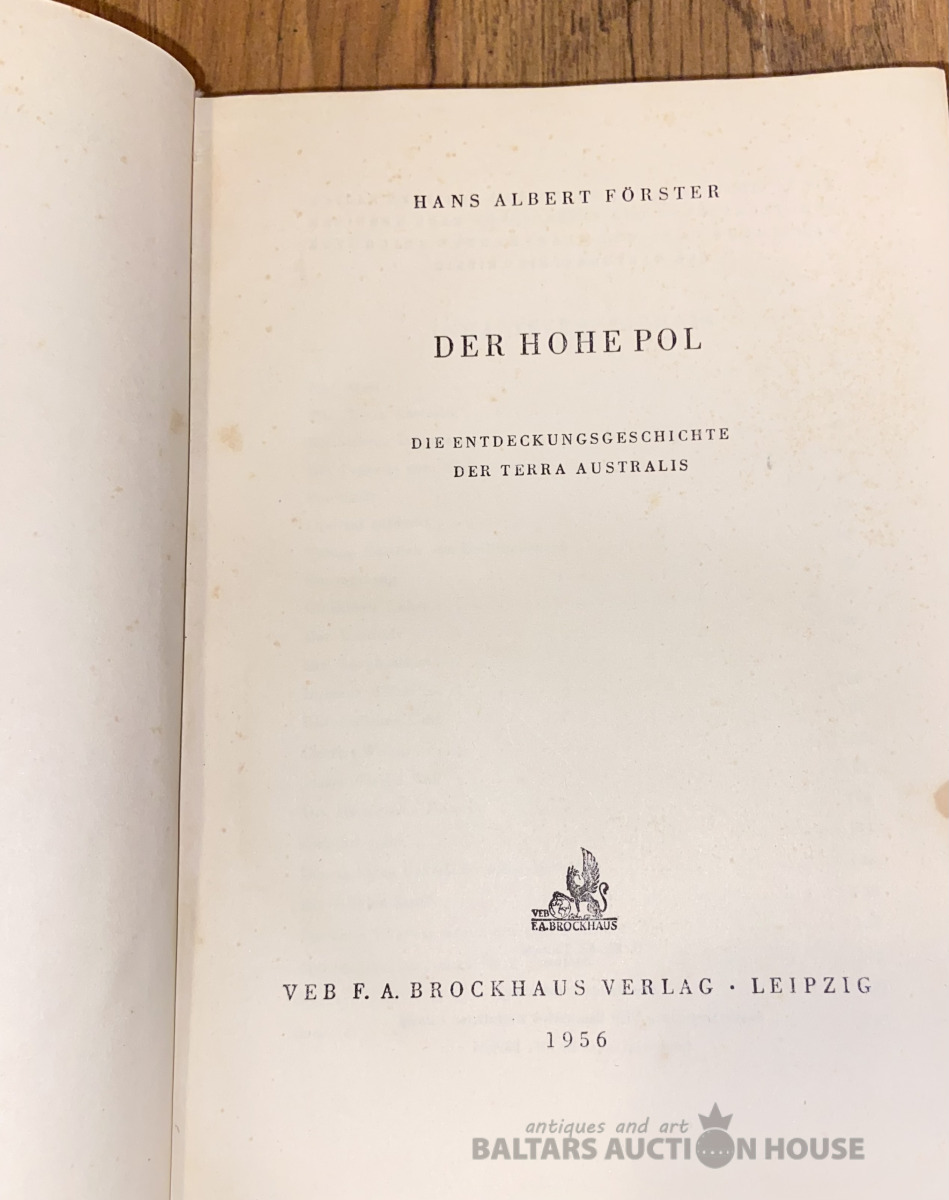 HANS ALBERT FÖRSTER
DER HOHE POL
DIE ENTDECKUNGSGESCHICHTE
DER TERRA AUSTRALIS
VEB
F.A.BROCKHAUS
VEB F. A. BROCKHAUS VERLAG · LEIPZIG
1956
antiques and art
BALTARS AUCTION HOUSE